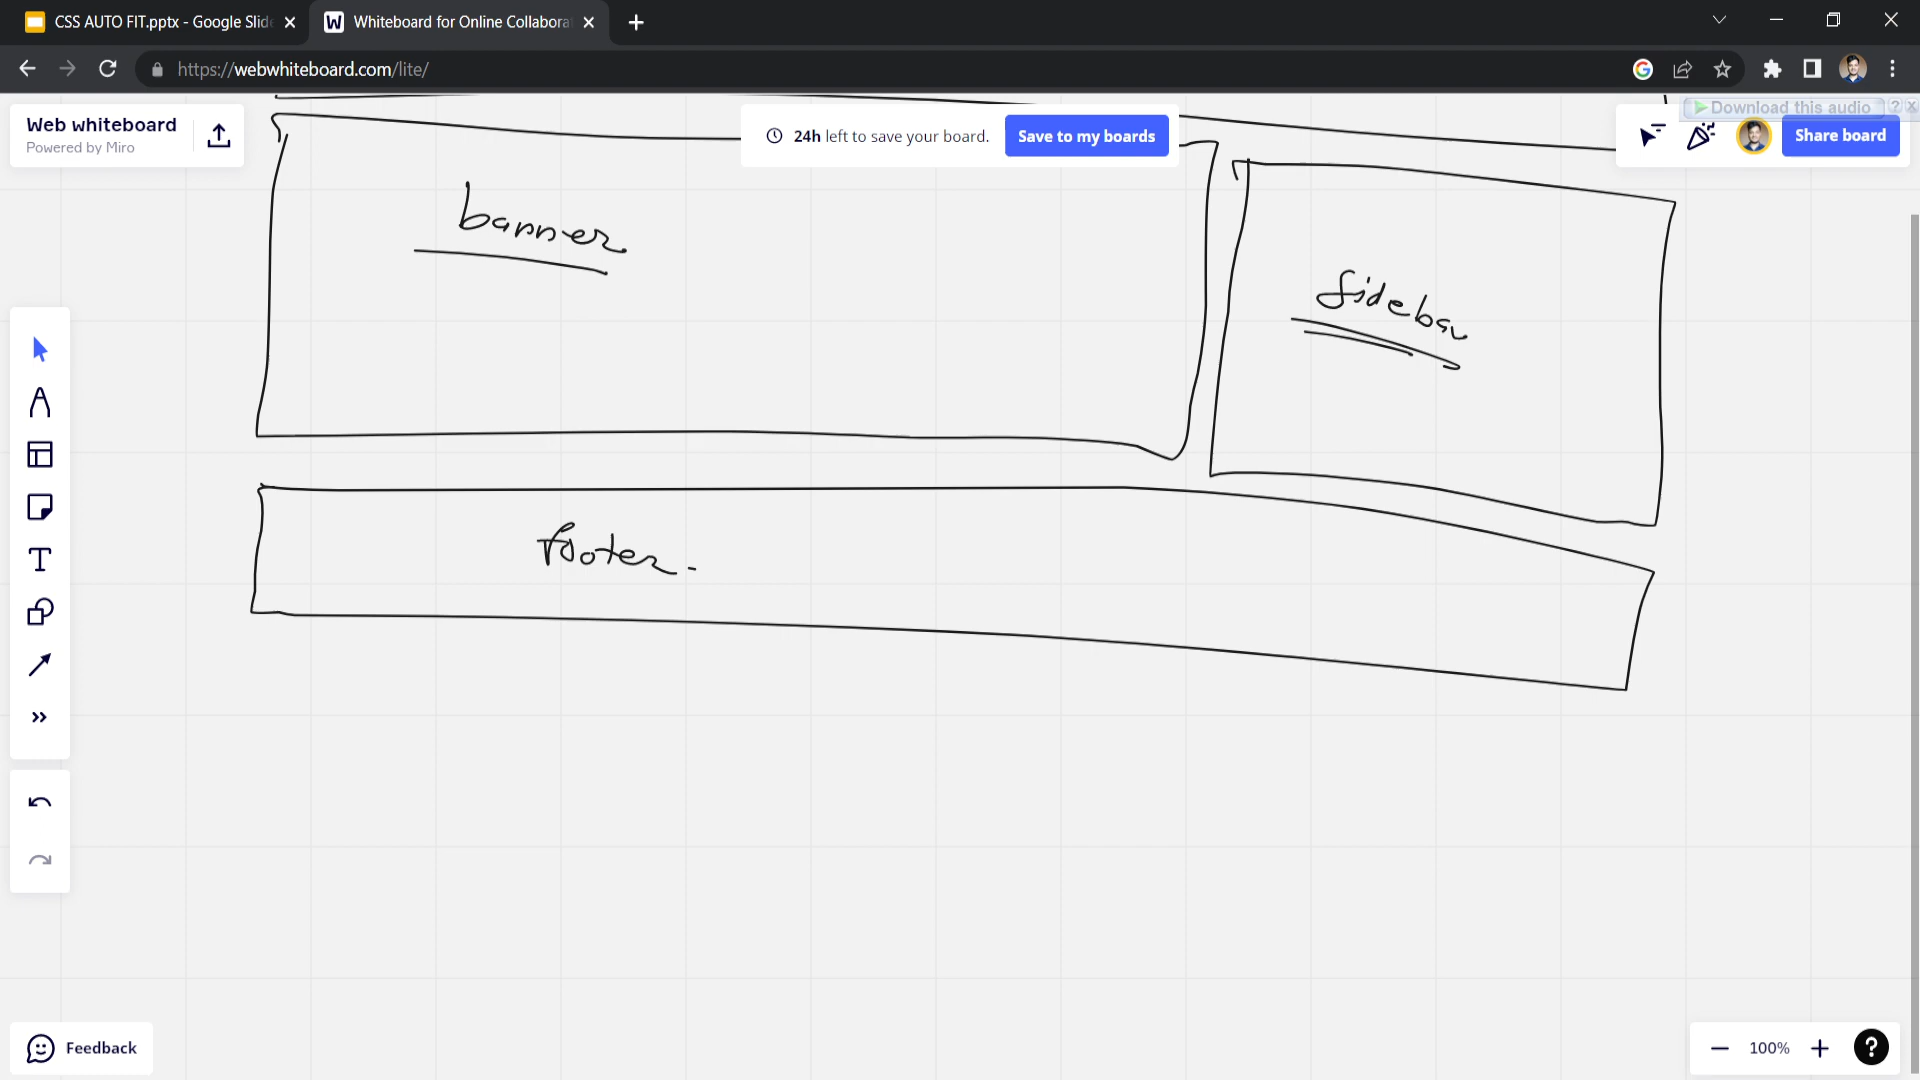 CSS AUTO FIT.pptx - Google Slide
Whiteboard for Online Collabora
https://webwhiteboard.com/lite/
Web whiteboard
Powered by Miro
24h left to save your board.
Save to my boards
Download this audio
?
x
Share board
banner
Sidebar
T
footer.
Feedback
100%
?